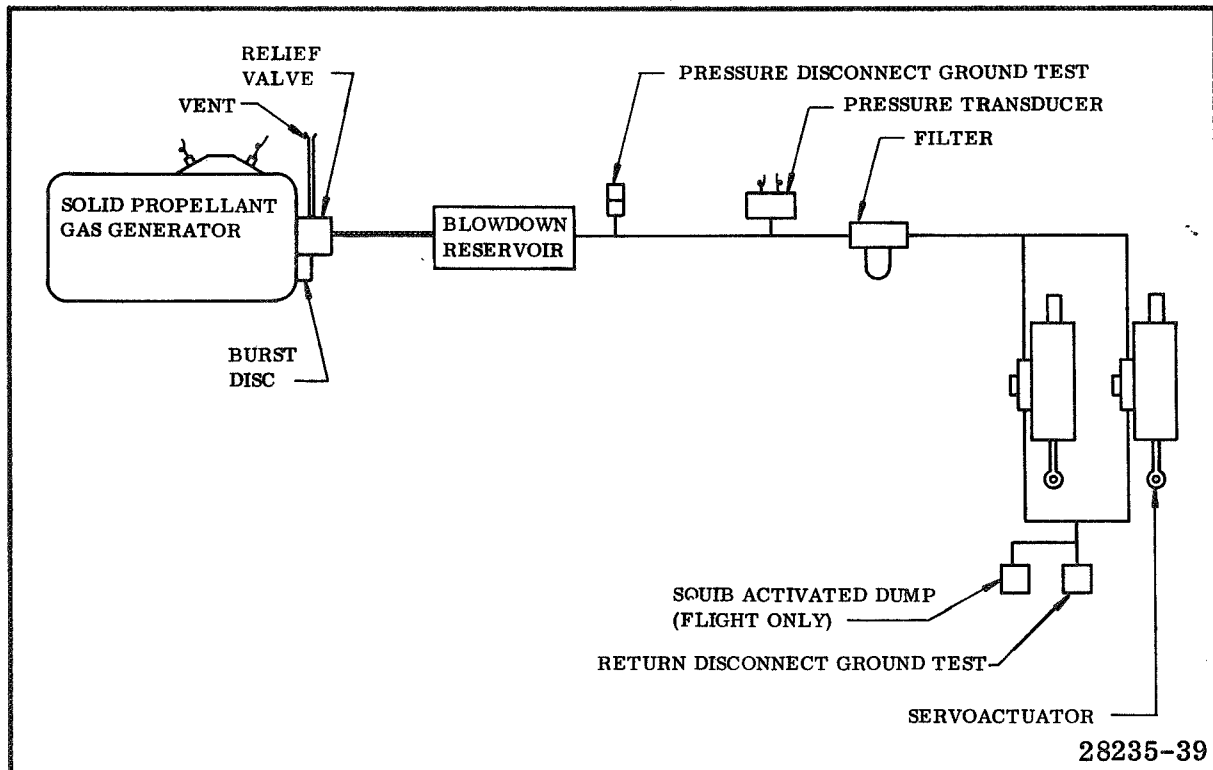 RELIEF
VALVE
VENT
PRESSURE DISCONNECT GROUND TEST
PRESSURE TRANSDUCER
FILTER
SOLID PROPELLANT
GAS GENERATOR
BLOWDOWN
RESERVOIR
BURST
DISC
SQUIB ACTIVATED DUMP
(FLIGHT ONLY)
RETURN DISCONNECT GROUND TEST
SERVOACTUATOR
28235-39